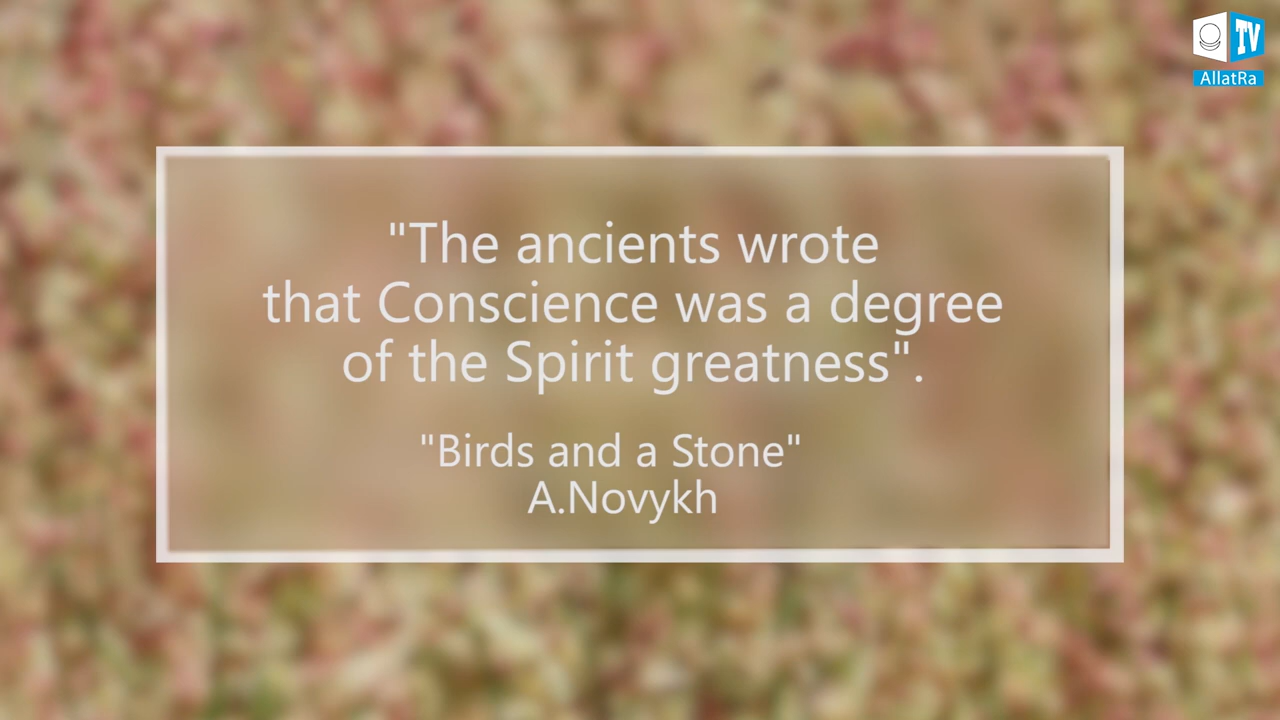 TV
AllatRa
"The ancients wrote
that Conscience was a degree
of the Spirit greatness".
"Birds and a Stone"
A.Novykh